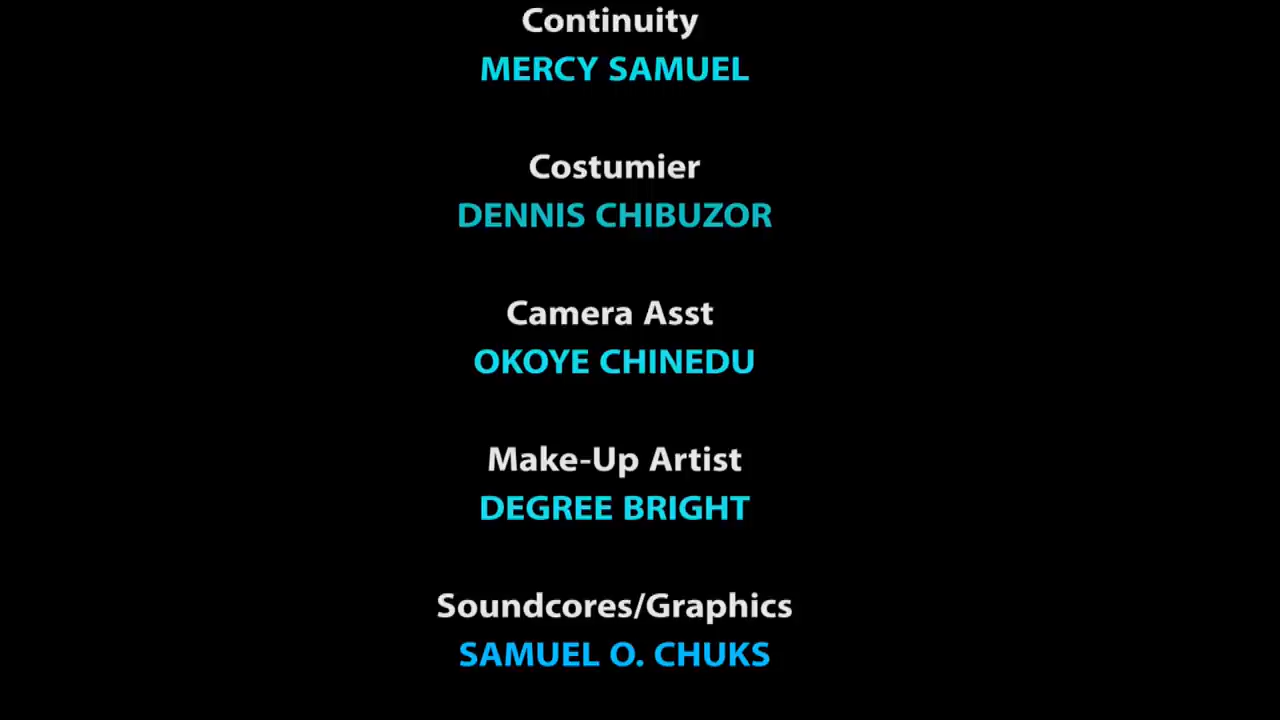 Continuity
MERCY SAMUEL
Costumier
DENNIS CHIBUZOR
Camera Asst
OKOYE CHINEDU
Make-Up Artist
DEGREE BRIGHT
Soundcores/Graphics
SAMUEL O. CHUKS